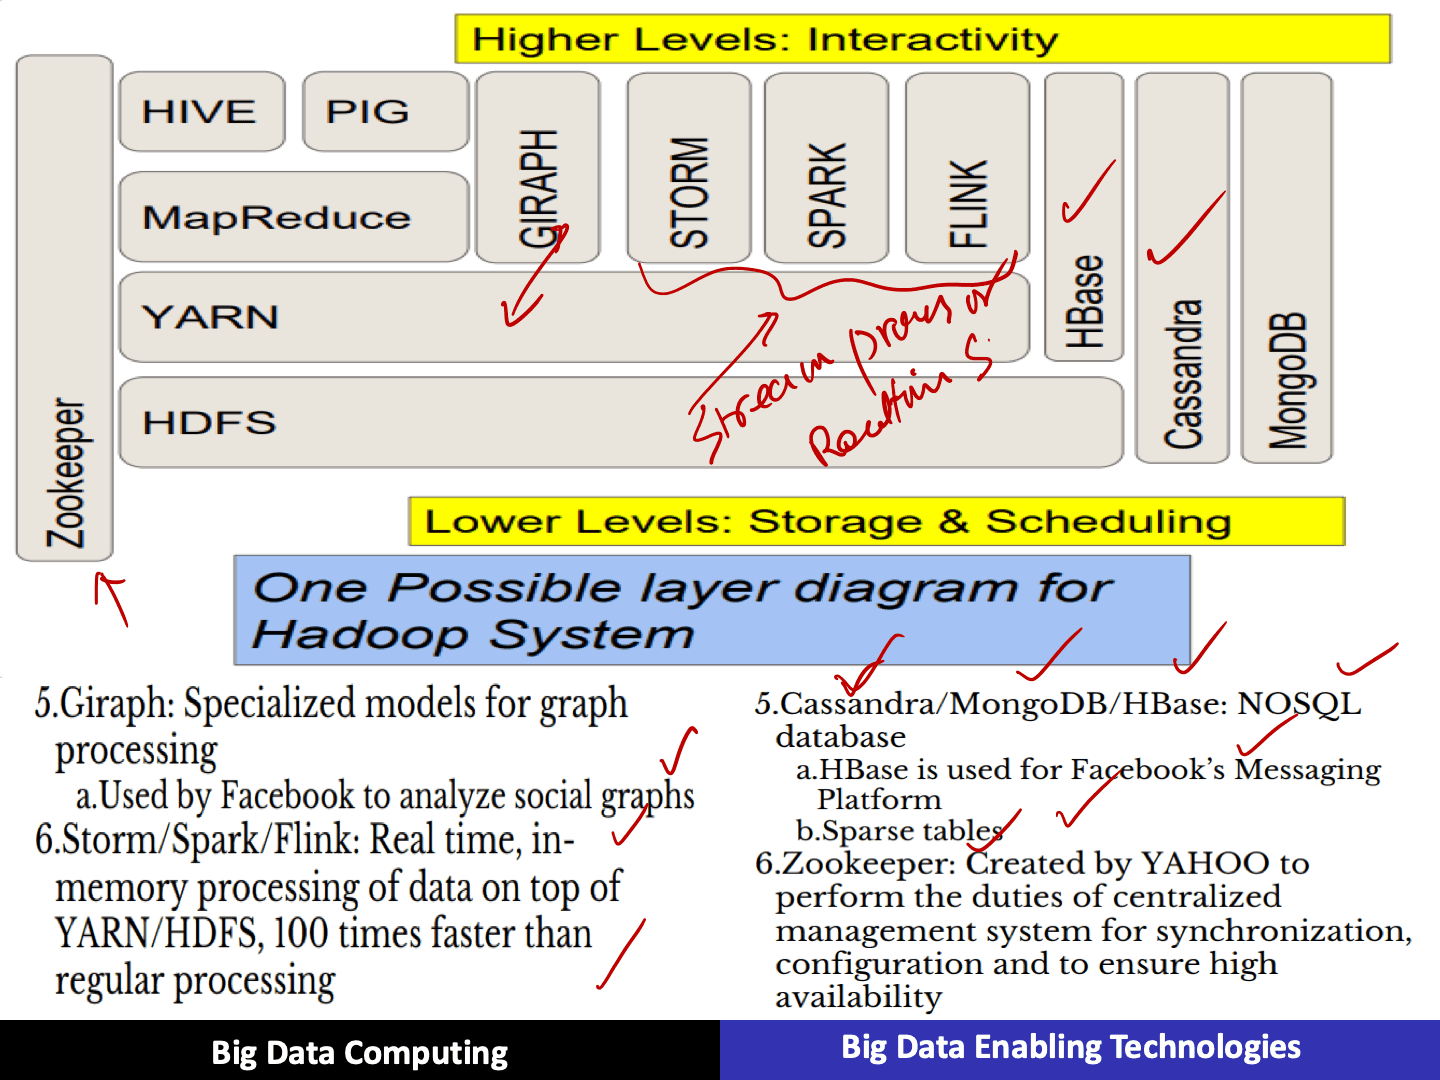 Higher Levels: Interactivity
Zookeeper
HIVE
PIG
GIRAPH
STORM
SPARK
FLINK
HBase
Cassandra
MongoDB
MapReduce
YARN
HDFS
Stream
or
S
Lower Levels: Storage & Scheduling
One Possible layer diagram for
Hadoop System
5.Giraph: Specialized models for graph
processing
a.Used by Facebook to analyze social graphs
6.Storm/Spark/Flink: Real time, in-
memory processing of data on top of
YARN/HDFS, 100 times faster than
regular processing
5.Cassandra/MongoDB/HBase: NOSQL
database
a.HBase is used for Facebook’s Messaging
Platform
b.Sparse tables
6.Zookeeper: Created by YAHOO to
perform the duties of centralized
management system for synchronization,
configuration and to ensure high
availability
Big Data Computing
Big Data Enabling Technologies